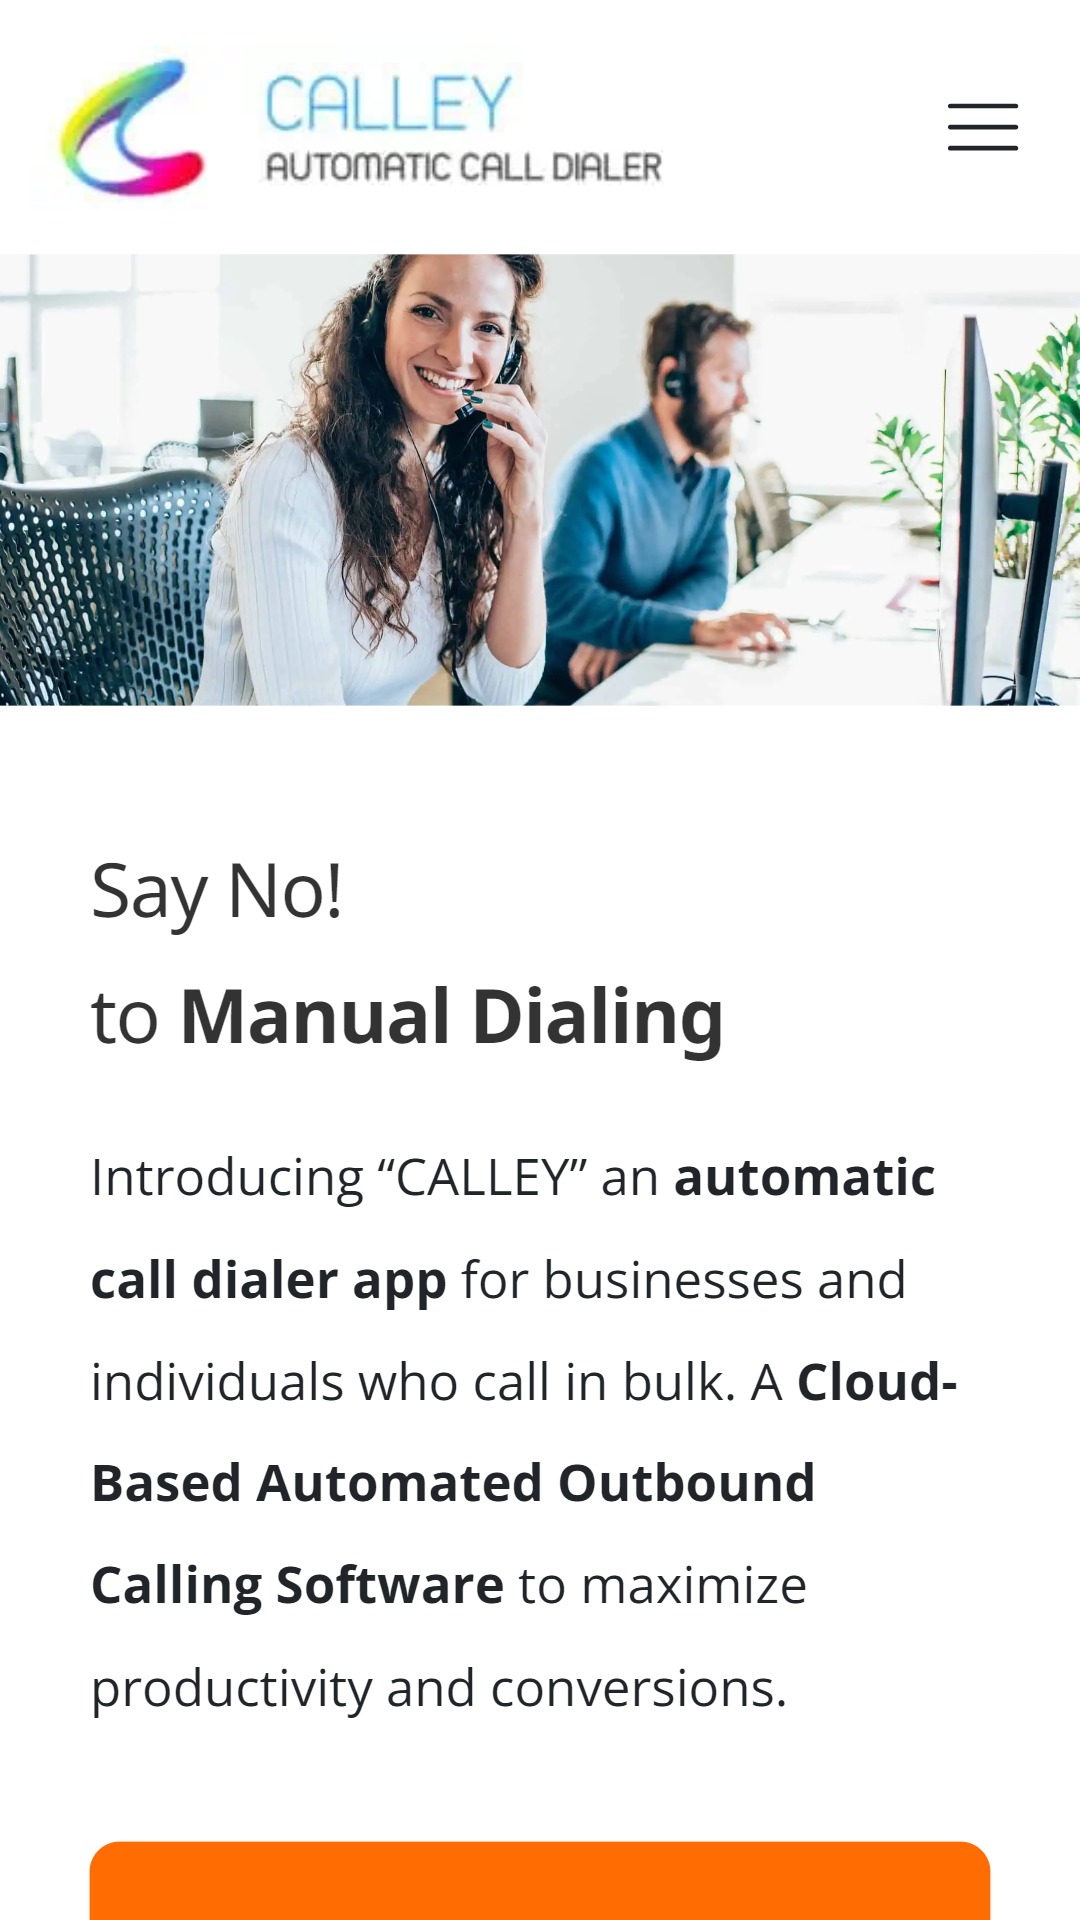 CALLEY
AUTOMATIC CALL DIALER
Say No!
to Manual Dialing
Introducing “CALLEY” an automatic
call dialer app for businesses and
individuals who call in bulk. A Cloud-
Based Automated Outbound
Calling Software to maximize
productivity and conversions.